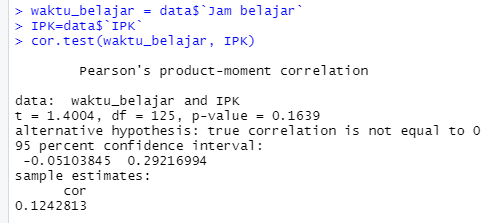 > waktu_belajar = data$`Jam belajar`
> IPK=data$`IPK`
> cor.test(waktu_belajar, IPK)
Pearson's product-moment correlation
data:  waktu_belajar and IPK
t = 1.4004, df = 125, p-value = 0.1639
alternative hypothesis: true correlation is not equal to 0
95 percent confidence interval:
-0.05103845  0.29216994
sample estimates:
cor
0.1242813